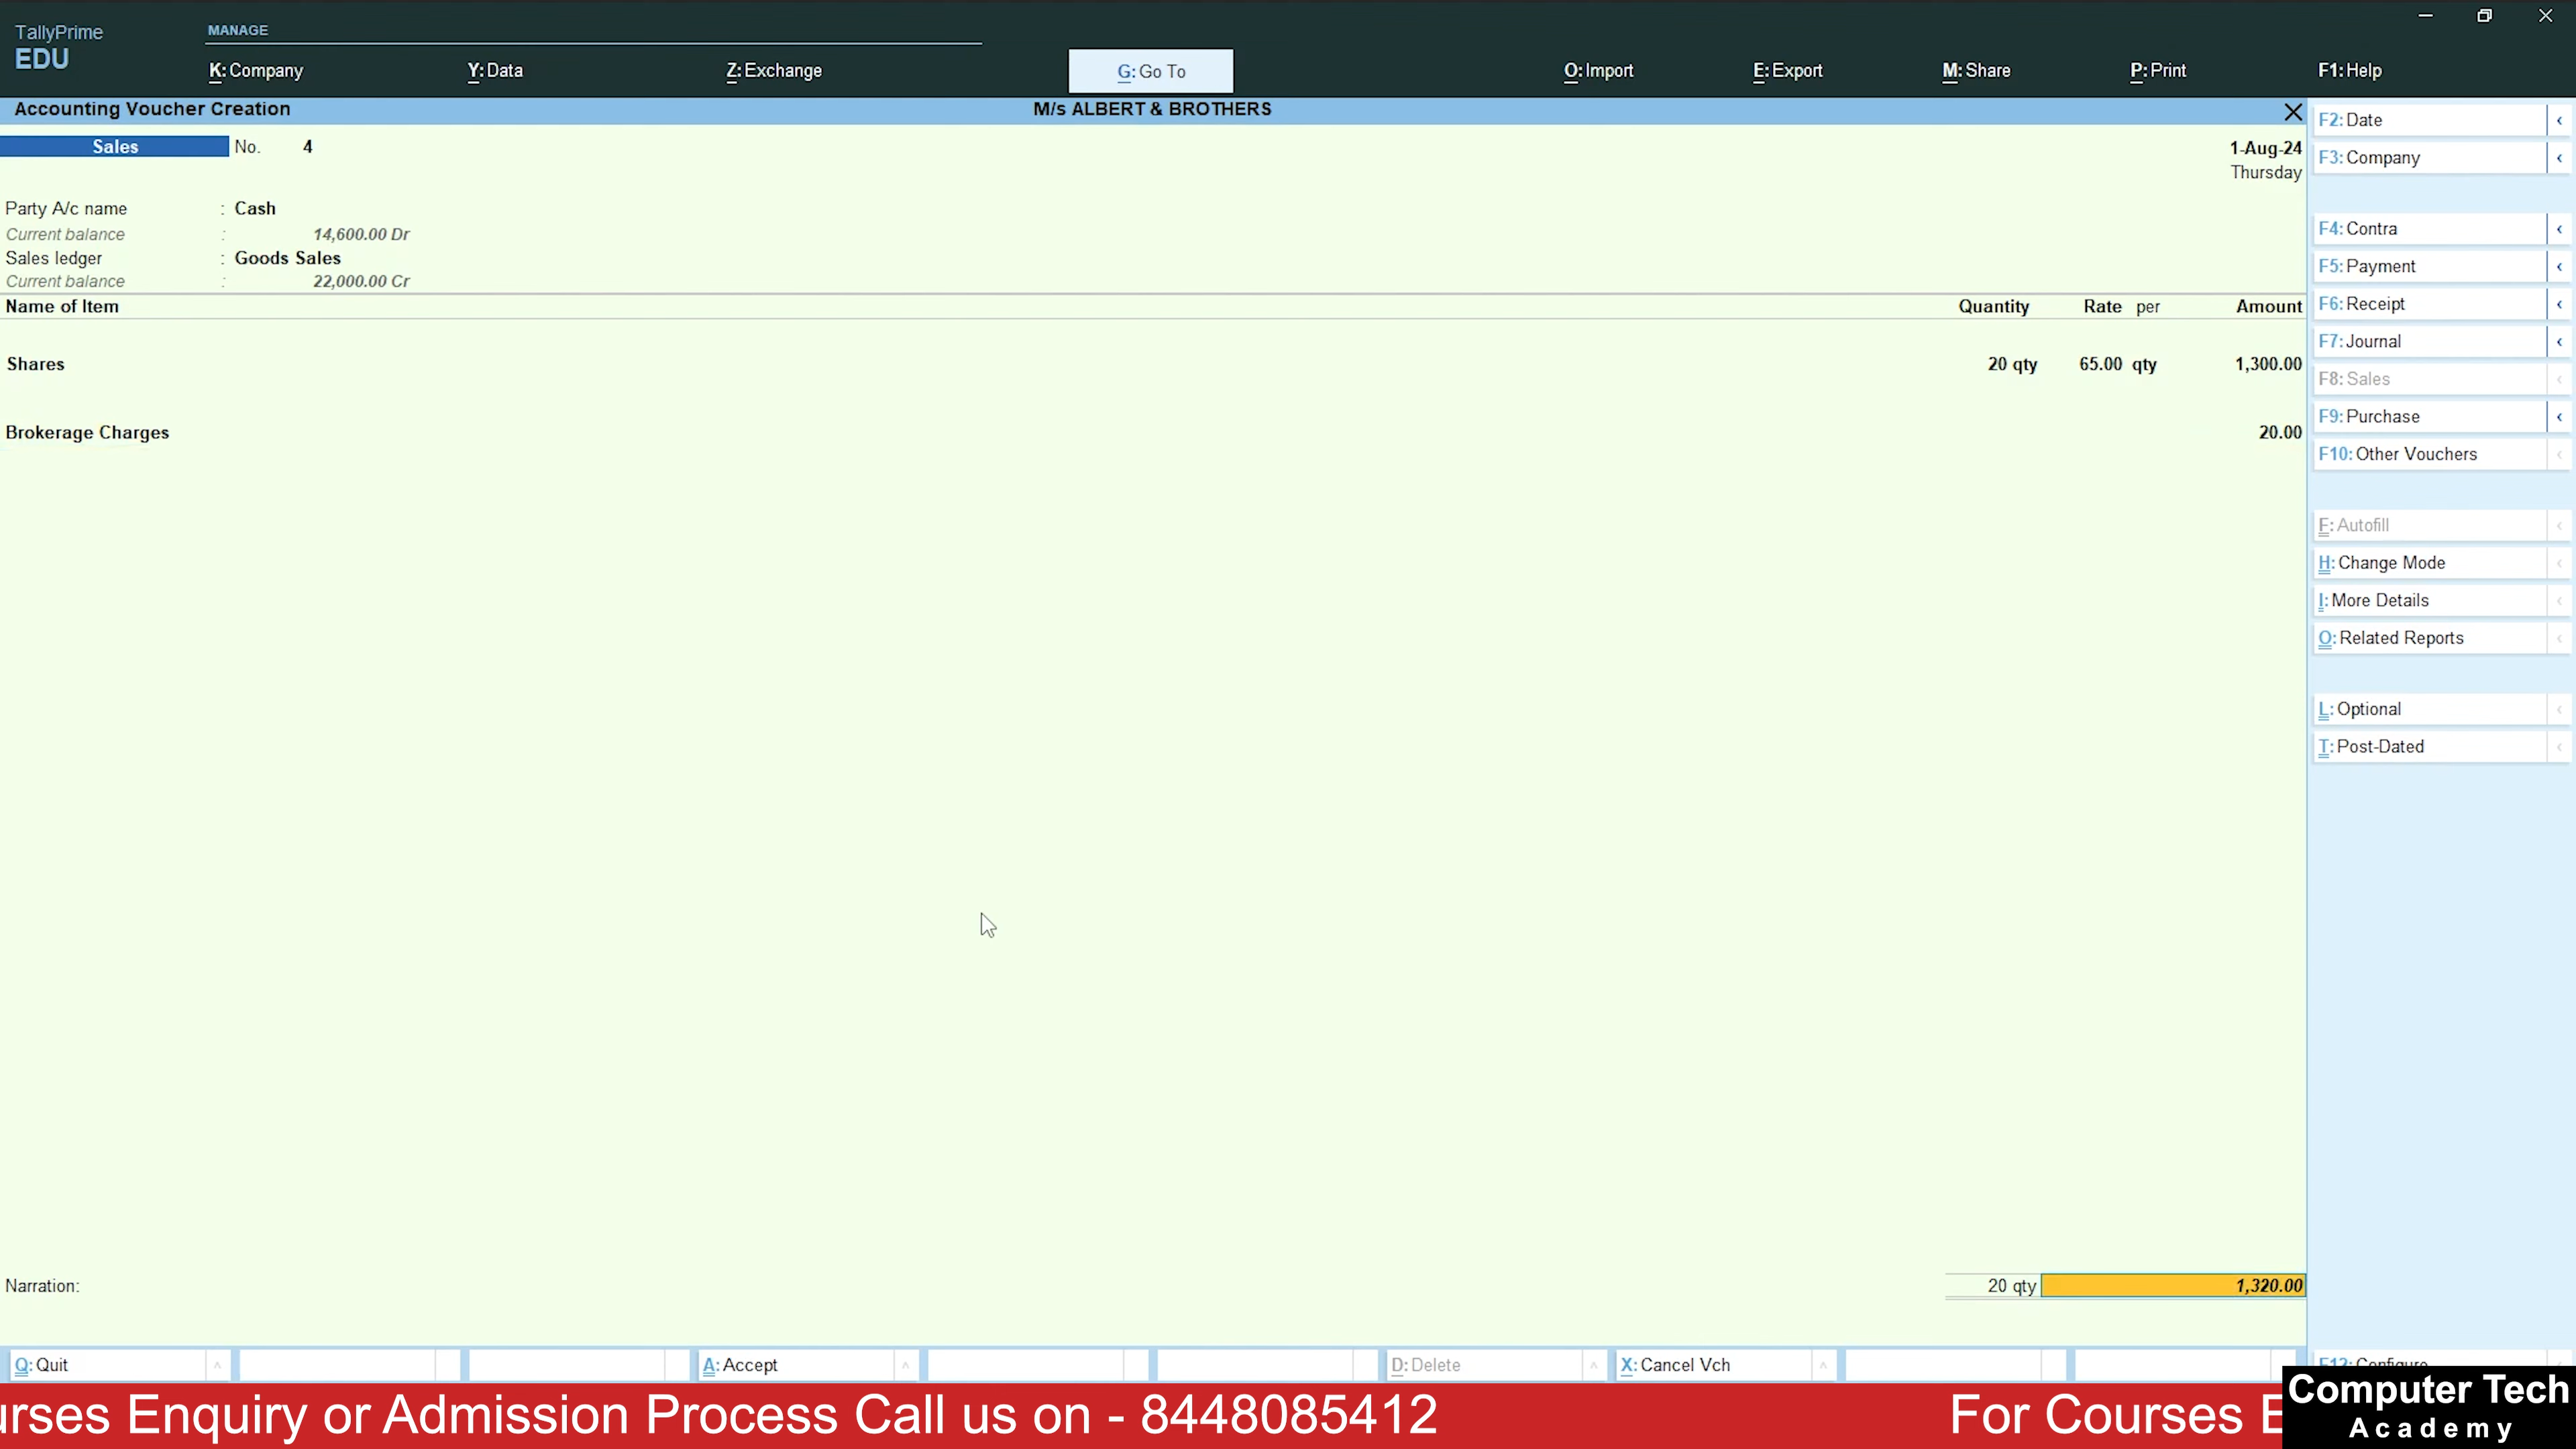 TallyPrime
EDU
MANAGE
K: Company
Y: Data
Z: Exchange
G: Go To
O: Import
E: Export
M: Share
P: Print
F1: Help
Accounting Voucher Creation
M/s ALBERT & BROTHERS
Sales No. 4
1-Aug-24
Thursday
Party A/c name : Cash
Current balance : 14,600.00 Dr
Sales ledger : Goods Sales
Current balance : 22,000.00 Cr
Name of Item Quantity Rate per Amount
Shares 20 qty 65.00 qty 1,300.00
Brokerage Charges 20.00
Narration: 20 qty 1,320.00
F2: Date
F3: Company
F4: Contra
F5: Payment
F6: Receipt
F7: Journal
F8: Sales
F9: Purchase
F10: Other Vouchers
F: Autofill
H: Change Mode
I: More Details
O: Related Reports
L: Optional
T: Post-Dated
F12: Configure
Q: Quit
A: Accept
D: Delete
X: Cancel Vch
urses Enquiry or Admission Process Call us on - 8448085412
For Courses E
Computer Tech
Academy